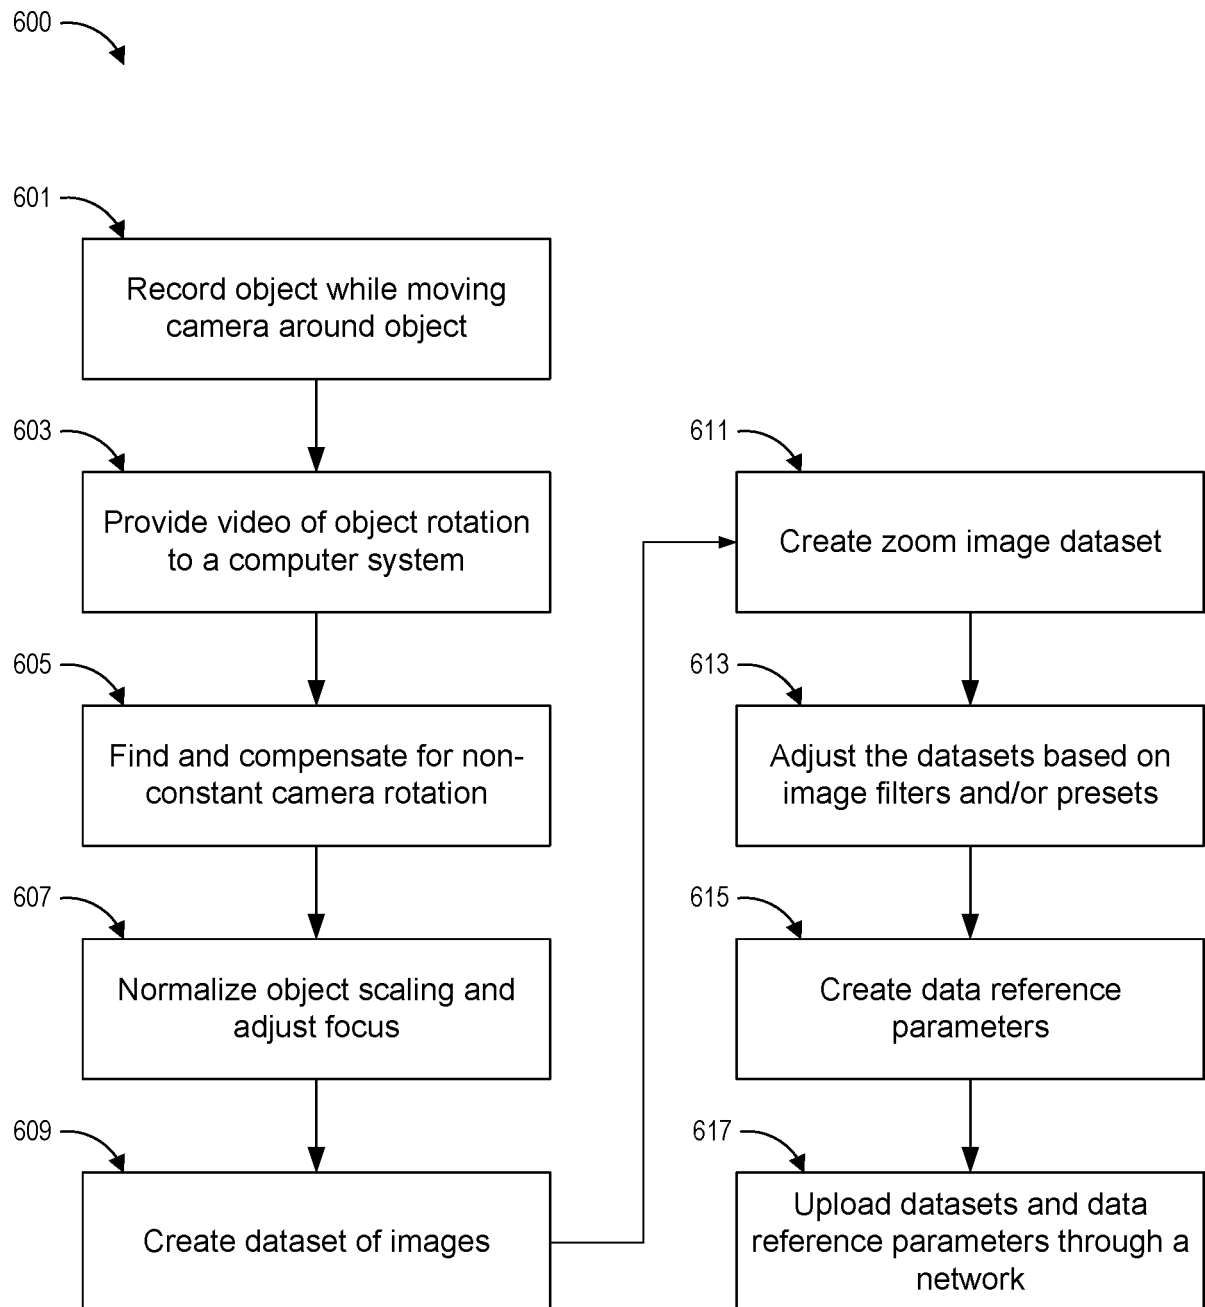 600
601
Record object while moving
camera around object
603
Provide video of object rotation
to a computer system
605
Find and compensate for non-
constant camera rotation
607
Normalize object scaling and
adjust focus
609
Create dataset of images
611
Create zoom image dataset
613
Adjust the datasets based on
image filters and/or presets
615
Create data reference
parameters
617
Upload datasets and data
reference parameters through a
network